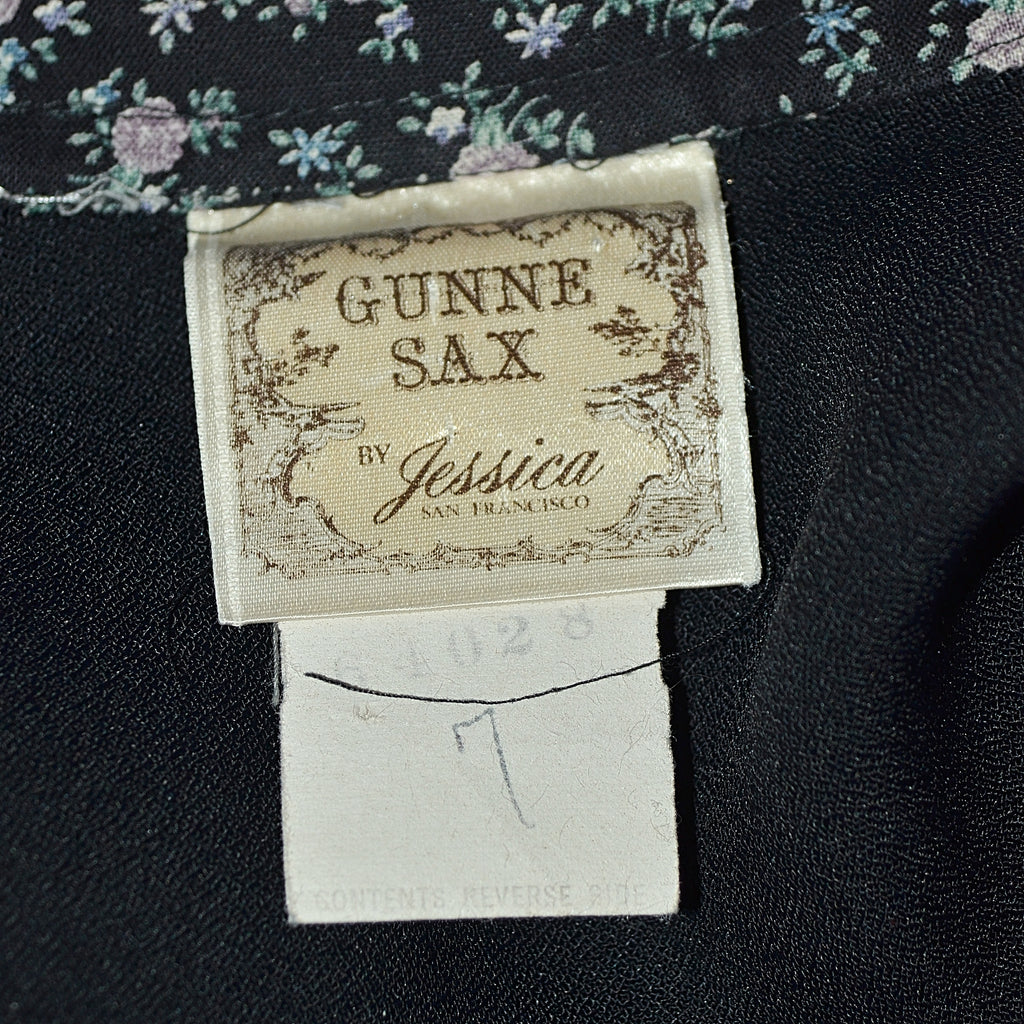 GUNNE
SAX
BY Jessica
SAN FRANCISCO
7
CONTENTS REVERSE SIDE